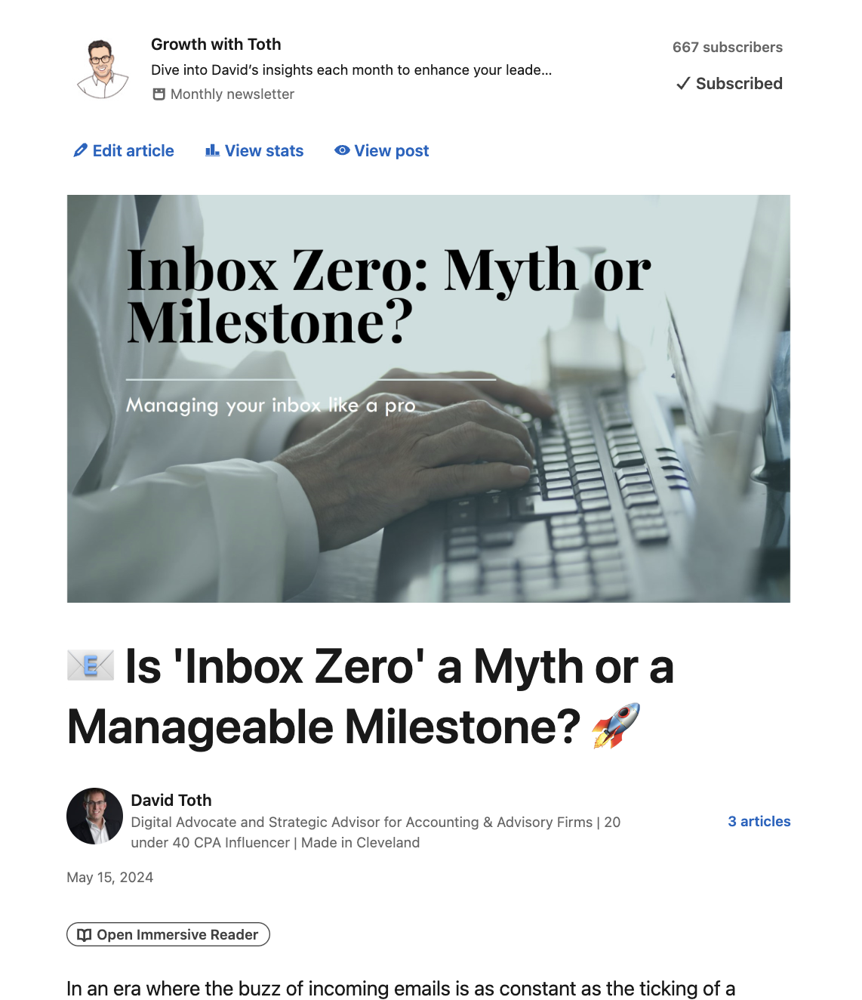 Growth with Toth
667 subscribers
Dive into David’s insights each month to enhance your leade...
Subscribed
Monthly newsletter
Edit article
View stats
View post
Inbox Zero: Myth or
Milestone?
Managing your inbox like a pro
Is 'Inbox Zero' a Myth or a
Manageable Milestone?
David Toth
Digital Advocate and Strategic Advisor for Accounting & Advisory Firms | 20
under 40 CPA Influencer | Made in Cleveland
3 articles
May 15, 2024
Open Immersive Reader
In an era where the buzz of incoming emails is as constant as the ticking of a